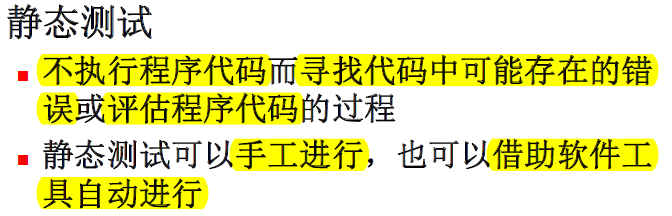 静态测试
不执行程序代码而寻找代码中可能存在的错
误或评估程序代码的过程
静态测试可以手工进行，也可以借助软件工
具自动进行